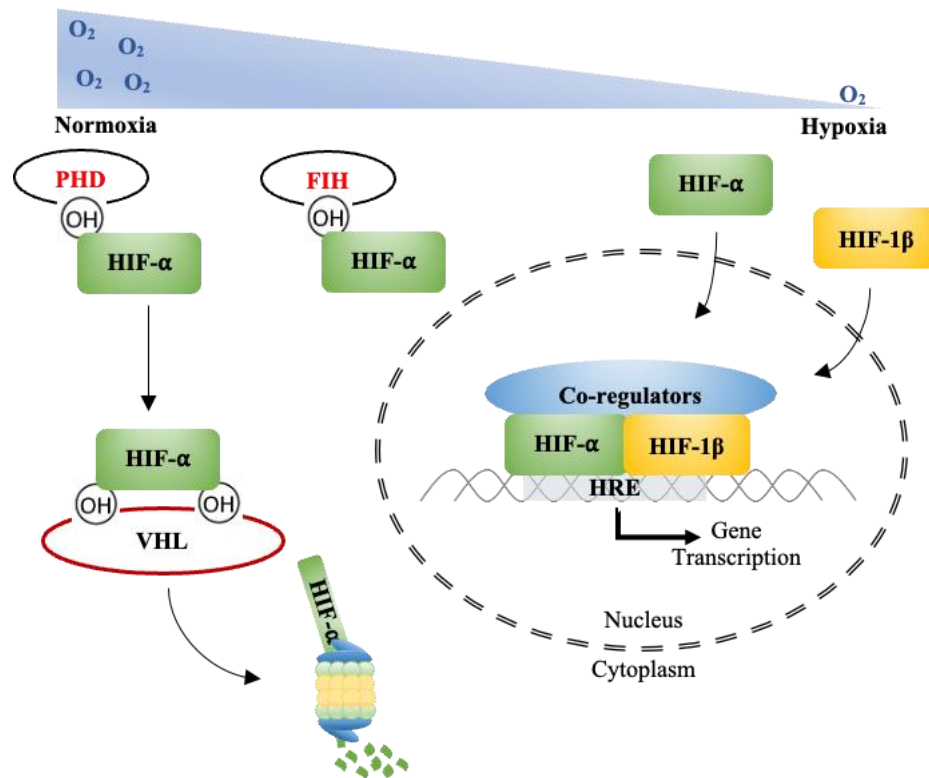 O₂
O₂
O₂
O₂
O₂
Normoxia
Hypoxia
PHD
OH
HIF-α
FIH
OH
HIF-α
HIF-α
HIF-1β
HIF-α
OH
OH
VHL
HIF-α
Co-regulators
HIF-α
HIF-1β
HRE
Gene
Transcription
Nucleus
Cytoplasm